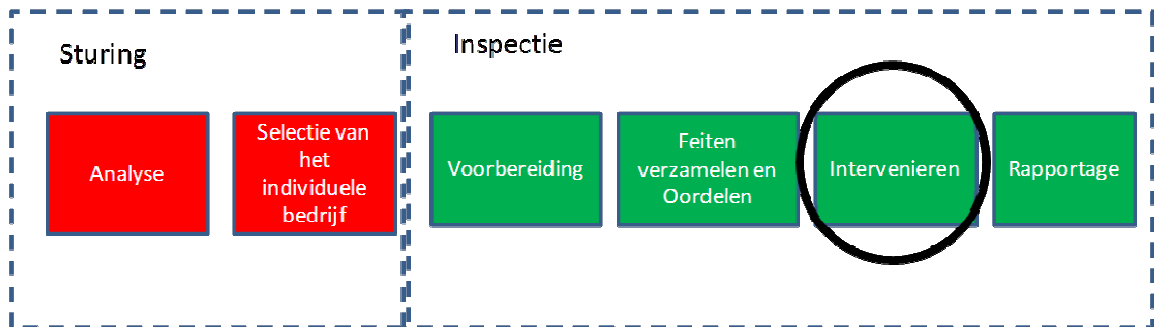 Sturing
Analyse
Selectie van
het
individuele
bedrijf
Inspectie
Voorbereiding
Feiten
verzamelen en
Oordelen
Intervenieren
Rapportage